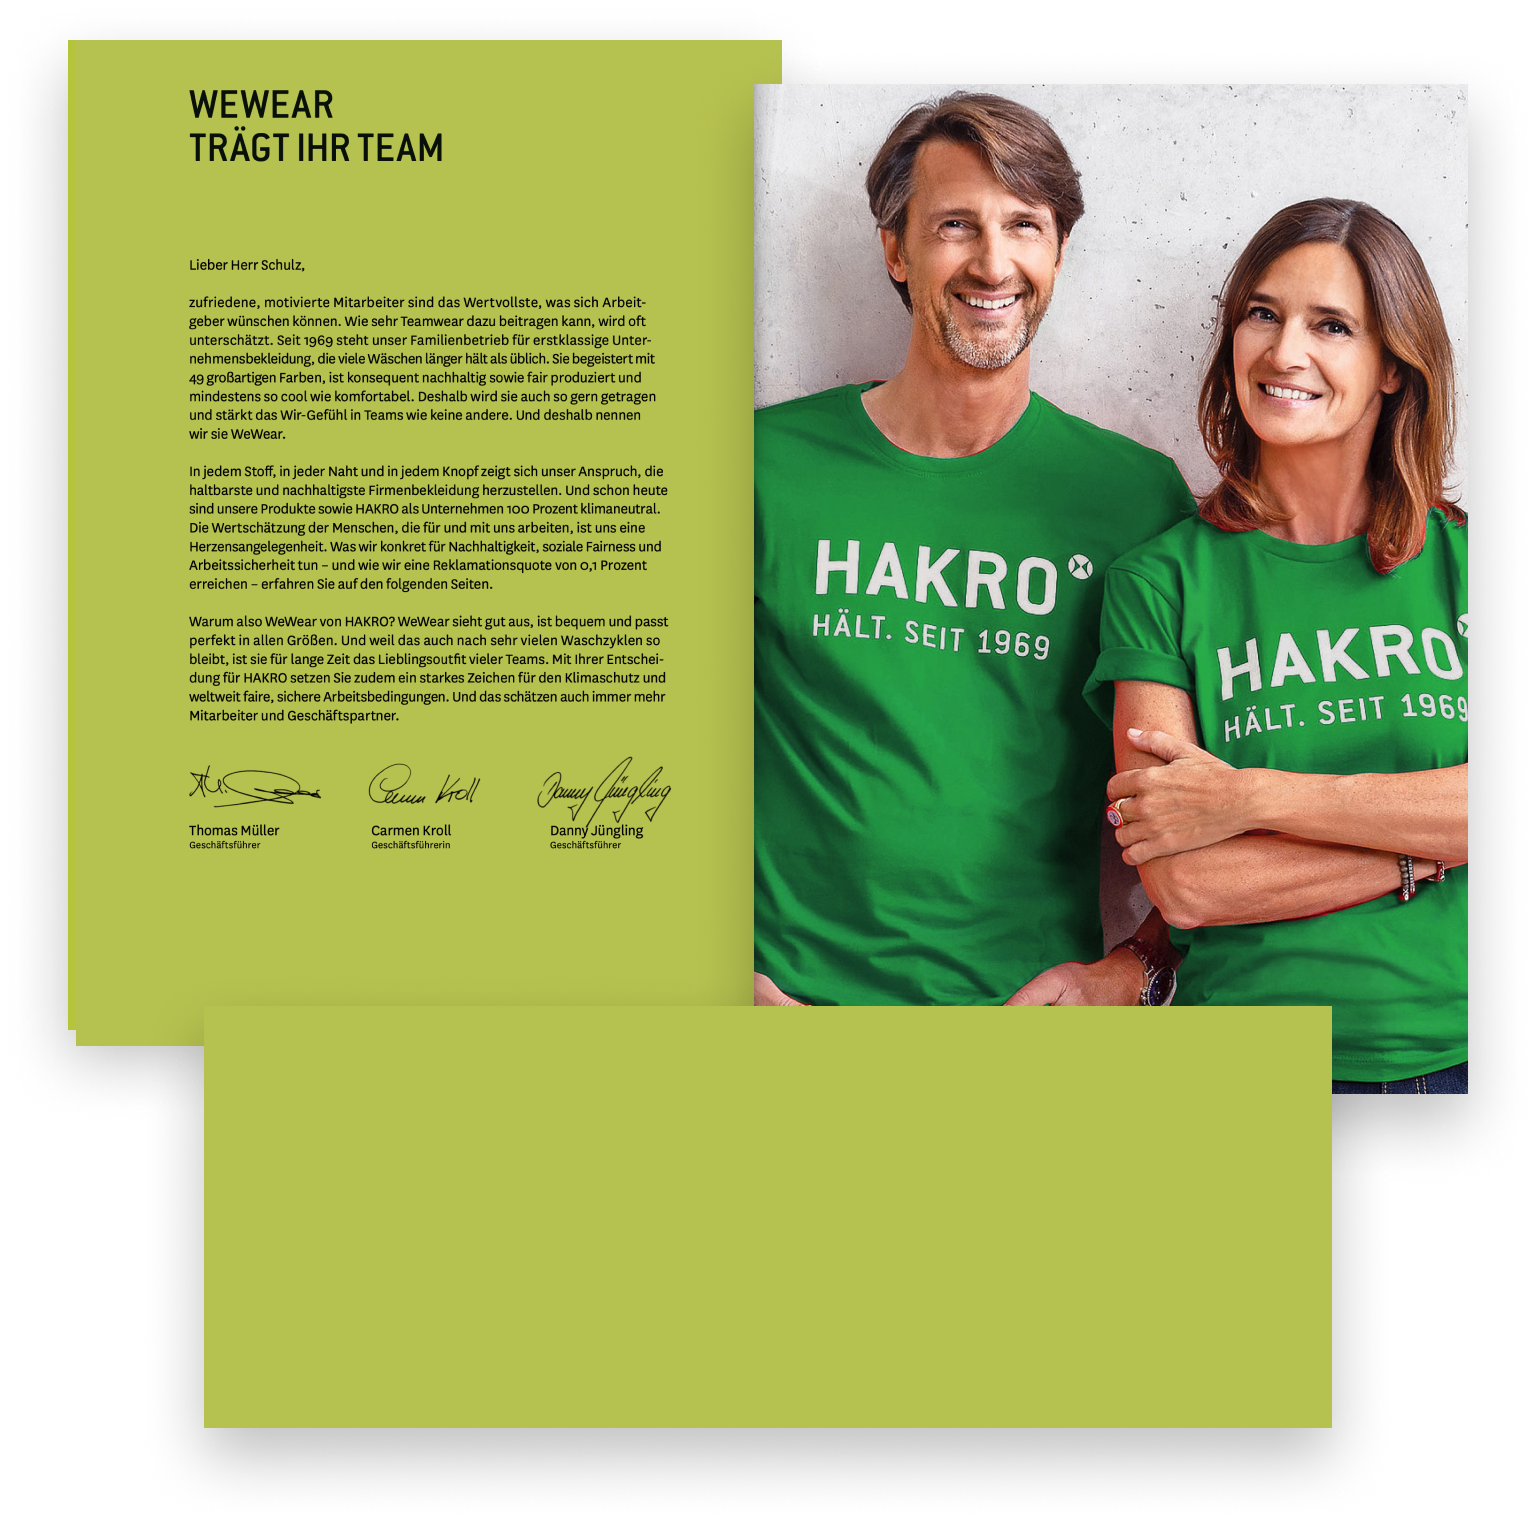 WEWEAR
TRÄGT IHR TEAM
Lieber Herr Schulz,
zufriedene, motivierte Mitarbeiter sind das Wertvollste, was sich Arbeit-
geber wünschen können. Wie sehr Teamwear dazu beitragen kann, wird oft
unterschätzt. Seit 1969 steht unser Familienbetrieb für erstklassige Unter-
nehmensbekleidung, die viele Wäschen länger hält als üblich. Sie begeistert mit
49 großartigen Farben, ist konsequent nachhaltig sowie fair produziert und
mindestens so cool wie komfortabel. Deshalb wird sie auch so gern getragen
und stärkt das Wir-Gefühl in Teams wie keine andere. Und deshalb nennen
wir sie WeWear.
In jedem Stoff, in jeder Naht und in jedem Knopf zeigt sich unser Anspruch, die
haltbarste und nachhaltigste Firmenbekleidung herzustellen. Und schon heute
sind unsere Produkte sowie HAKRO als Unternehmen 100 Prozent klimaneutral.
Die Wertschätzung der Menschen, die für und mit uns arbeiten, ist uns eine
Herzensangelegenheit. Was wir konkret für Nachhaltigkeit, soziale Fairness und
Arbeitssicherheit tun – und wie wir eine Reklamationsquote von 0,1 Prozent
erreichen – erfahren Sie auf den folgenden Seiten.
Warum also WeWear von HAKRO? WeWear sieht gut aus, ist bequem und passt
perfekt in allen Größen. Und weil das auch nach sehr vielen Waschzyklen so
bleibt, ist sie für lange Zeit das Lieblingsoutfit vieler Teams. Mit Ihrer Entschei-
dung für HAKRO setzen Sie zudem ein starkes Zeichen für den Klimaschutz und
weltweit faire, sichere Arbeitsbedingungen. Und das schätzen auch immer mehr
Mitarbeiter und Geschäftspartner.
Carmen Kroll
Danny Jüngling
Thomas Müller
Geschäftsführer
Carmen Kroll
Geschäftsführerin
Danny Jüngling
Geschäftsführer
HAKRO
HÄLT. SEIT 1969
HAKRO
HÄLT. SEIT 1969